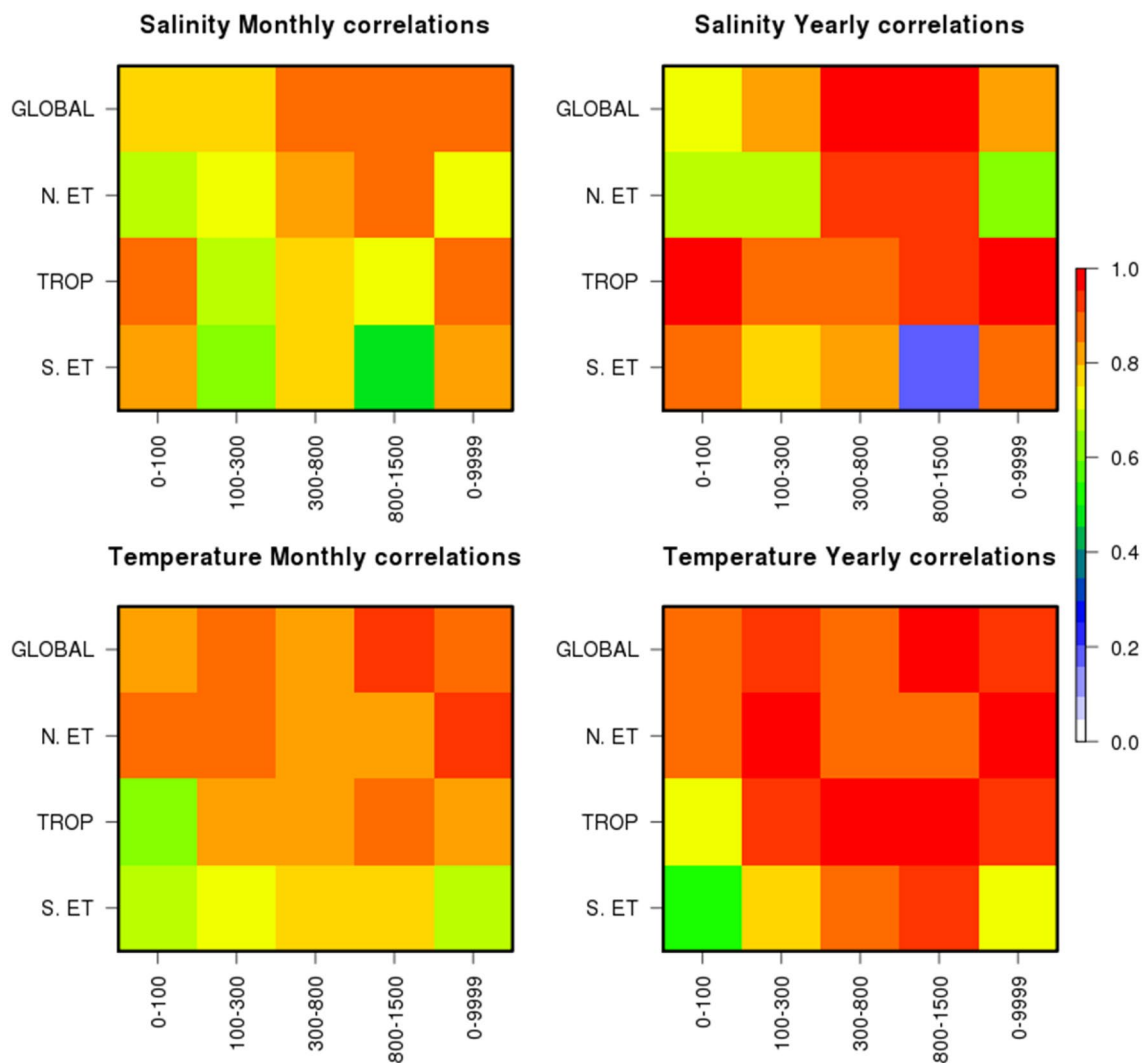 Salinity Monthly correlations
GLOBAL
N. ET
TROP
S. ET
0-100
100-300
300-800
800-1500
0-9999
Salinity Yearly correlations
GLOBAL
N. ET
TROP
S. ET
0-100
100-300
300-800
800-1500
0-9999
1.0
0.8
0.6
0.4
0.2
0.0
Temperature Monthly correlations
GLOBAL
N. ET
TROP
S. ET
0-100
100-300
300-800
800-1500
0-9999
Temperature Yearly correlations
GLOBAL
N. ET
TROP
S. ET
0-100
100-300
300-800
800-1500
0-9999